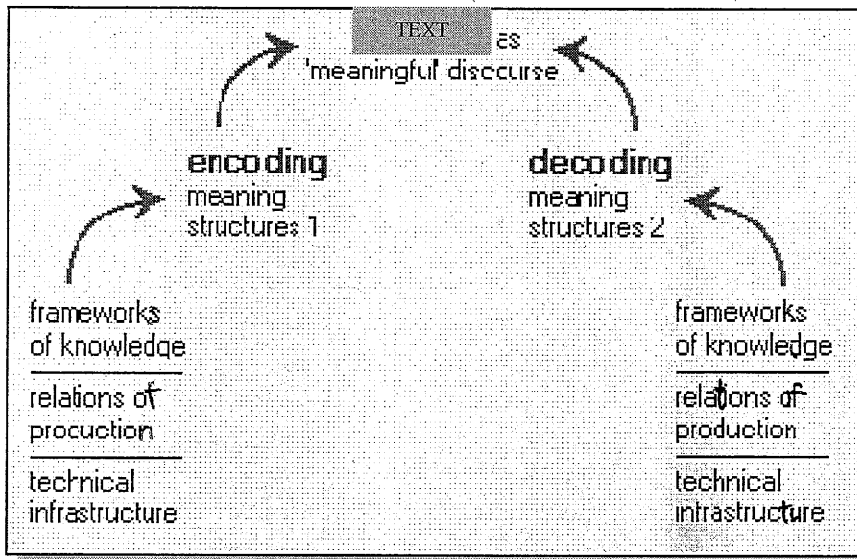 TEXT as
'meaningful' discourse
encoding
meaning
structures 1
decoding
meaning
structures 2
frameworks
of knowledge
relations of
production
technical
infrastructure
frameworks
of knowledge
relations of
production
technical
infrastructure